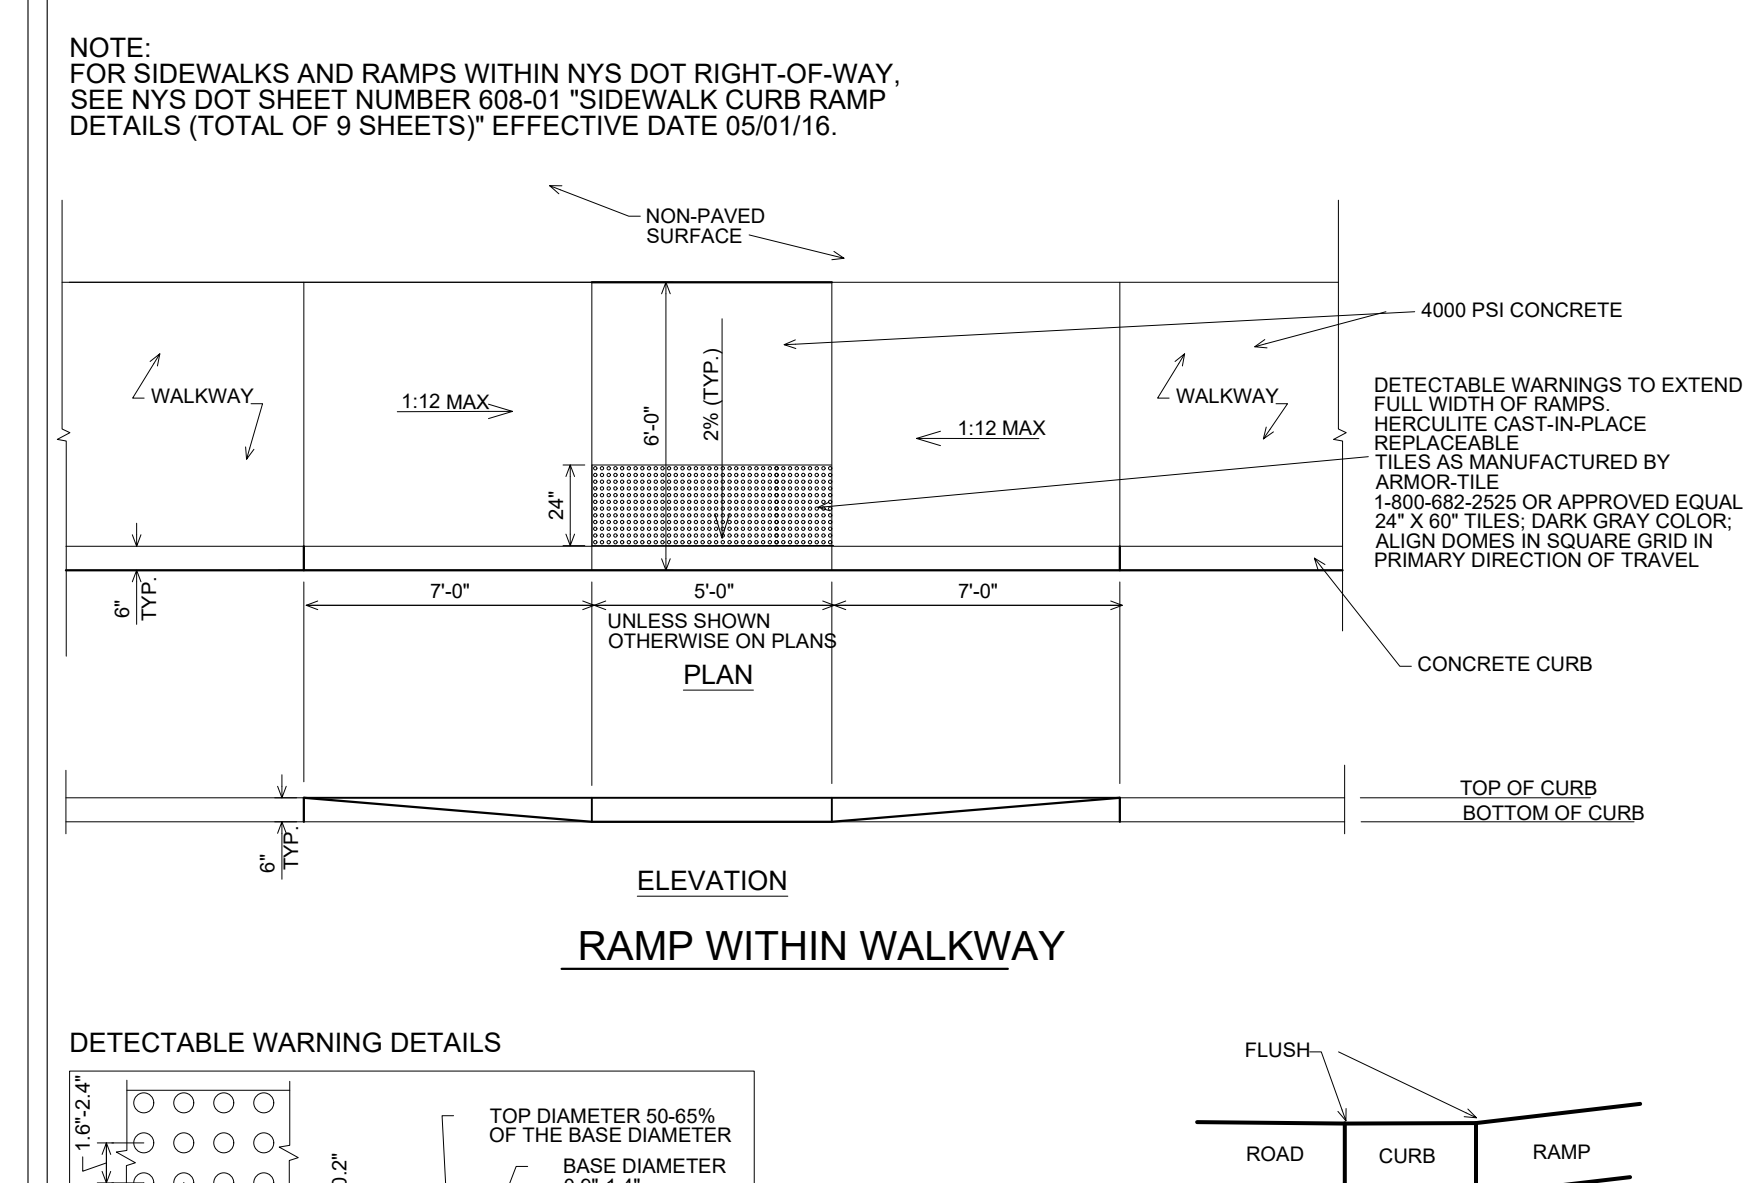 NOTE:
FOR SIDEWALKS AND RAMPS WITHIN NYS DOT RIGHT-OF-WAY,
SEE NYS DOT SHEET NUMBER 608-01 "SIDEWALK CURB RAMP
DETAILS (TOTAL OF 9 SHEETS)" EFFECTIVE DATE 05/01/16.
NON-PAVED
SURFACE
4000 PSI CONCRETE
WALKWAY
1:12 MAX
6'-0"
2% (TYP.)
1:12 MAX
WALKWAY
DETECTABLE WARNINGS TO EXTEND
FULL WIDTH OF RAMPS.
HERCULITE CAST-IN-PLACE
REPLACEABLE
TILES AS MANUFACTURED BY
ARMOR-TILE
1-800-682-2525 OR APPROVED EQUAL
24" X 60" TILES; DARK GRAY COLOR;
ALIGN DOMES IN SQUARE GRID IN
PRIMARY DIRECTION OF TRAVEL
24"
6"
TYP.
7'-0"
5'-0"
7'-0"
UNLESS SHOWN
OTHERWISE ON PLANS
PLAN
CONCRETE CURB
TOP OF CURB
BOTTOM OF CURB
6"
TYP.
ELEVATION
RAMP WITHIN WALKWAY
DETECTABLE WARNING DETAILS
1.6"-2.4"
TOP DIAMETER 50-65%
OF THE BASE DIAMETER
BASE DIAMETER
0.9"-1.4"
0.2"
FLUSH
ROAD
CURB
RAMP